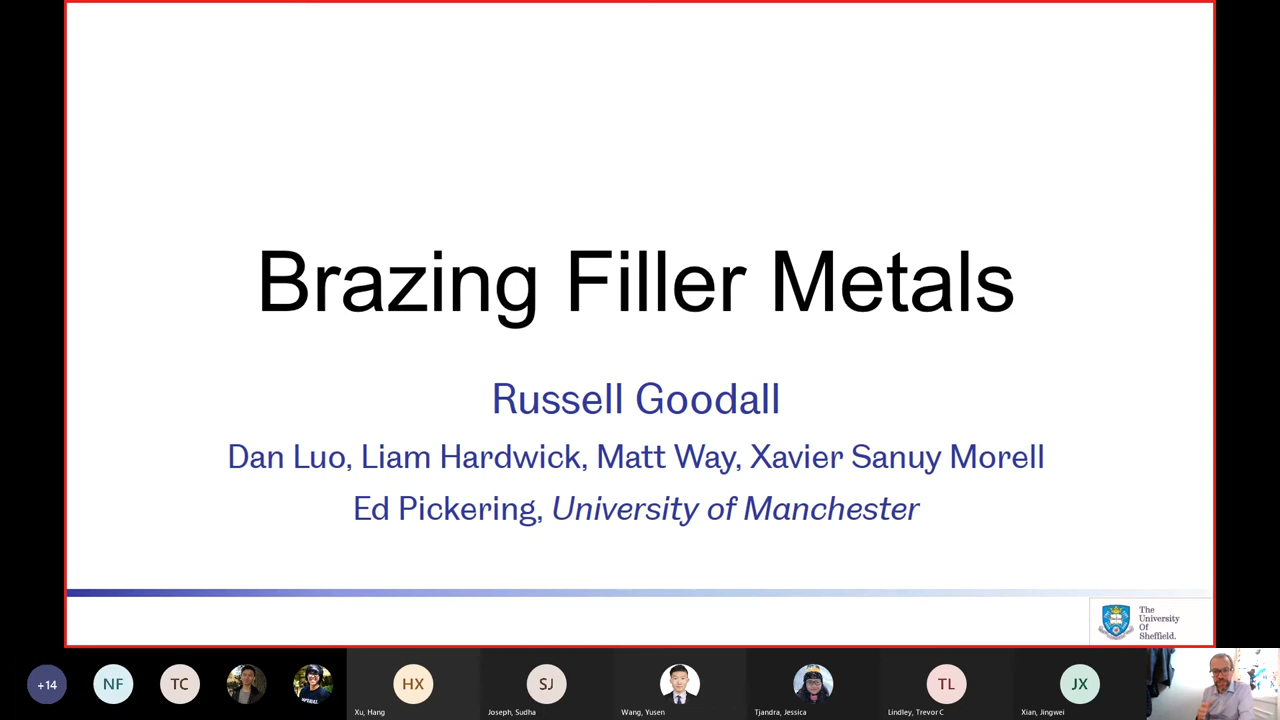 Brazing Filler Metals
Russell Goodall
Dan Luo, Liam Hardwick, Matt Way, Xavier Sanuy Morell
Ed Pickering, University of Manchester
The
University
Of
Sheffield.
+14
NF
TC
HX
SJ
TL
JX
Xu, Hang
Joseph, Sudha
Wang, Yusen
Tjandra, Jessica
Lindley, Trevor C
Xian, Jingwei